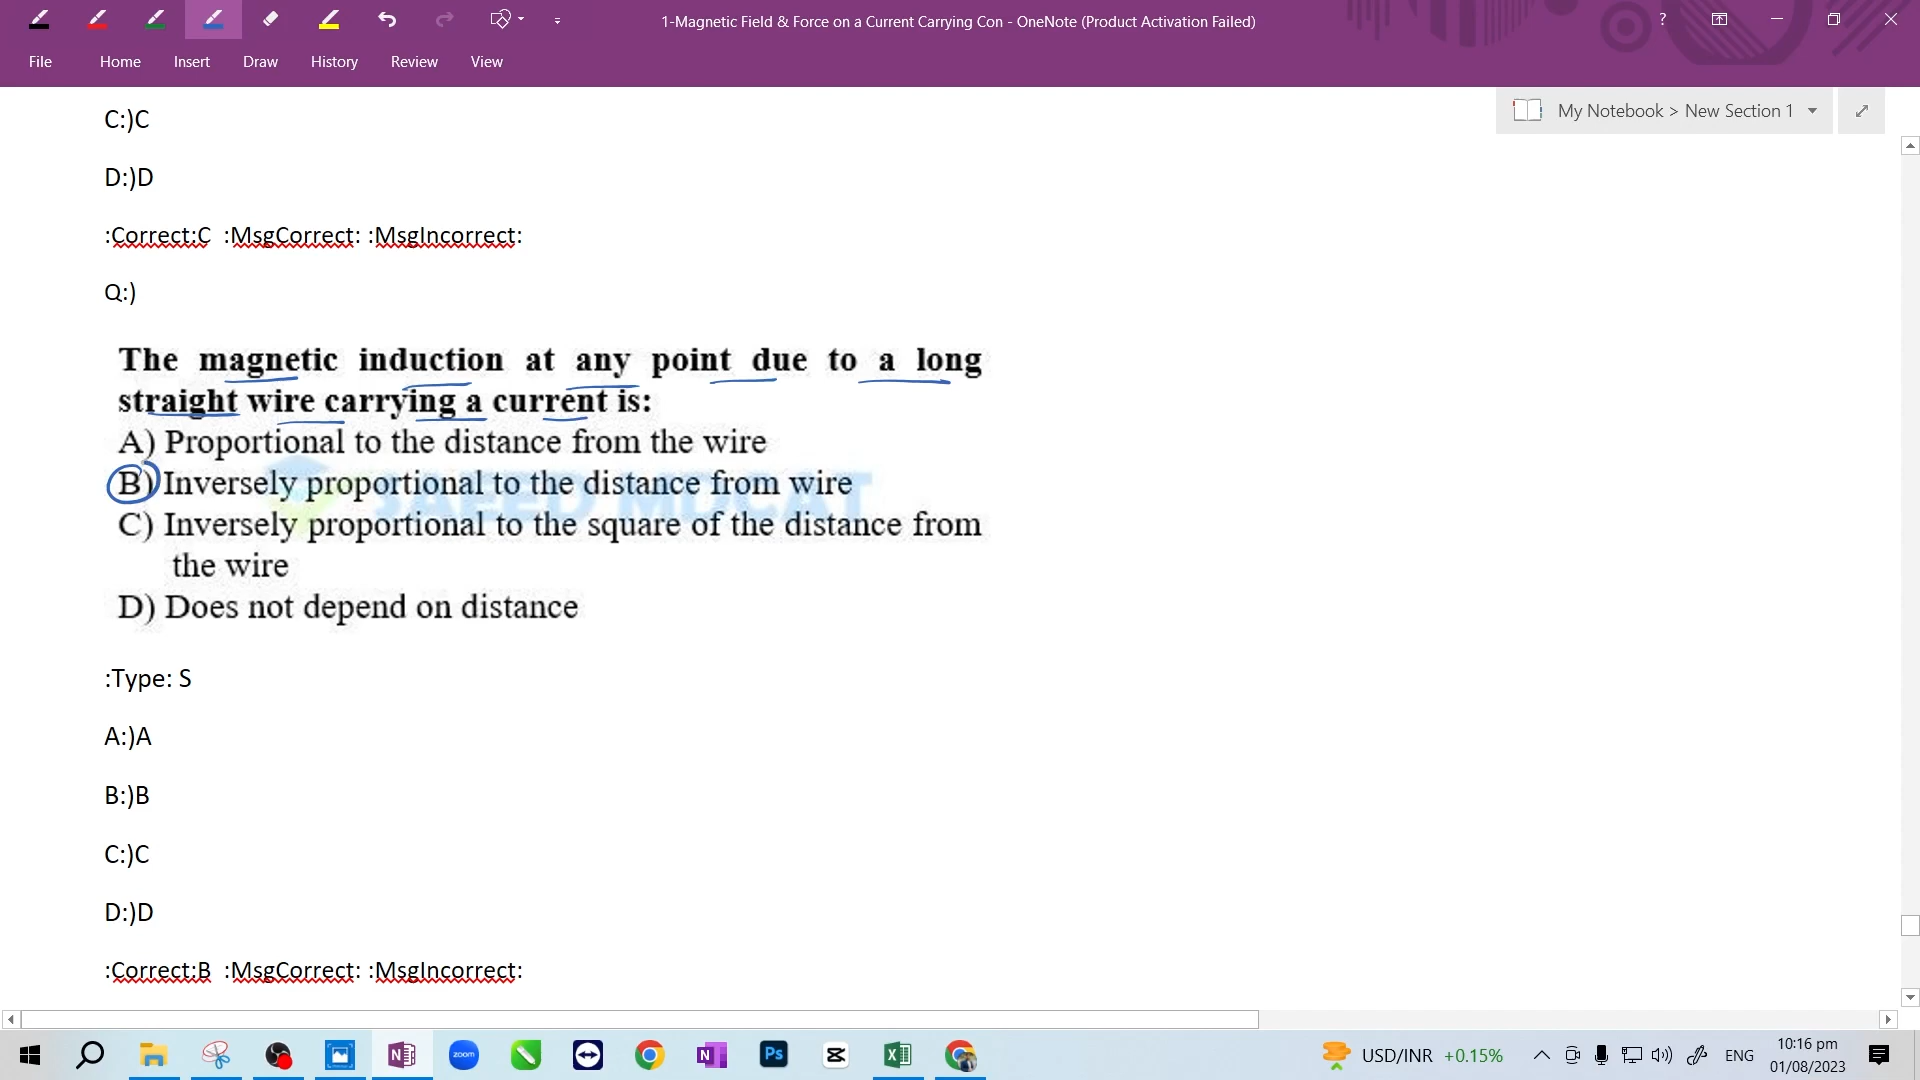 1-Magnetic Field & Force on a Current Carrying Con - OneNote (Product Activation Failed)
?
File Home Insert Draw History Review View
My Notebook > New Section 1
C:)C
D:)D
:Correct:C :MsgCorrect: :MsgIncorrect:
Q:)
The magnetic induction at any point due to a long
straight wire carrying a current is:
A) Proportional to the distance from the wire
B) Inversely proportional to the distance from wire
SAEED MDCAT
C) Inversely proportional to the square of the distance from
the wire
D) Does not depend on distance
:Type: S
A:)A
B:)B
C:)C
D:)D
:Correct:B :MsgCorrect: :MsgIncorrect:
zoom
N
N
Ps
X
USD/INR +0.15%
ENG
10:16 pm
01/08/2023